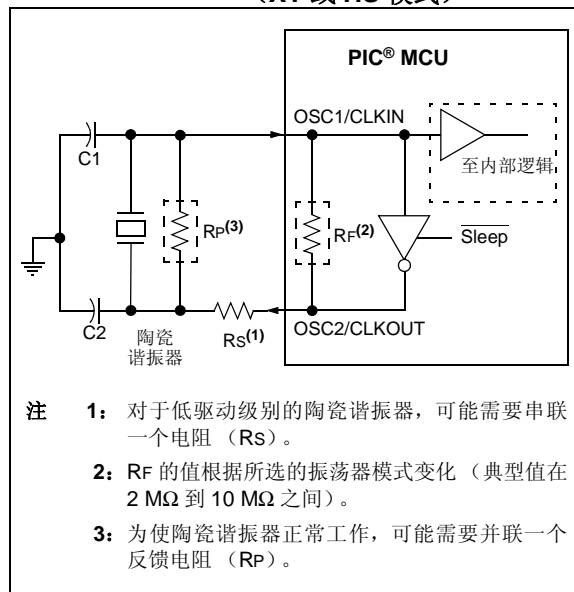 （XT 或 HS 模式）
PIC® MCU
OSC1/CLKIN
C1
至内部逻辑
RP(3)
RF(2)
Sleep
C2
陶瓷
谐振器
RS(1)
OSC2/CLKOUT
注 1： 对于低驱动级别的陶瓷谐振器，可能需要串联
一个电阻 （RS）。
2： RF 的值根据所选的振荡器模式变化 （典型值在
2 MΩ 到 10 MΩ 之间）。
3： 为使陶瓷谐振器正常工作，可能需要并联一个
反馈电阻 （RP）。